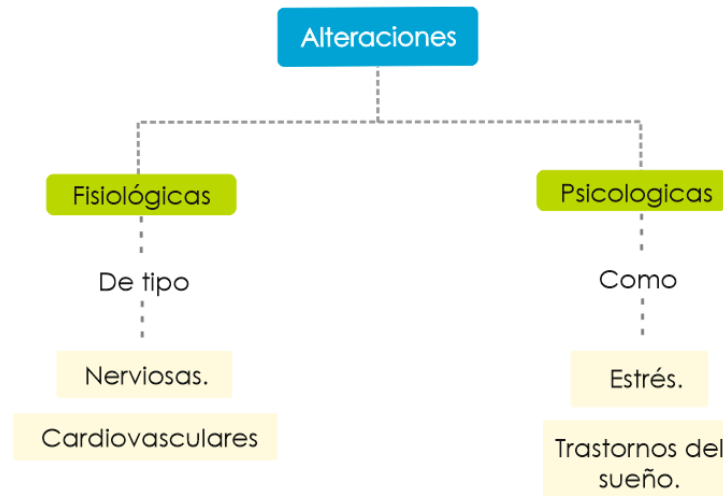 Alteraciones
Fisiológicas
Psicologicas
De tipo
Como
Nerviosas.
Estrés.
Cardiovasculares
Trastornos del
sueño.